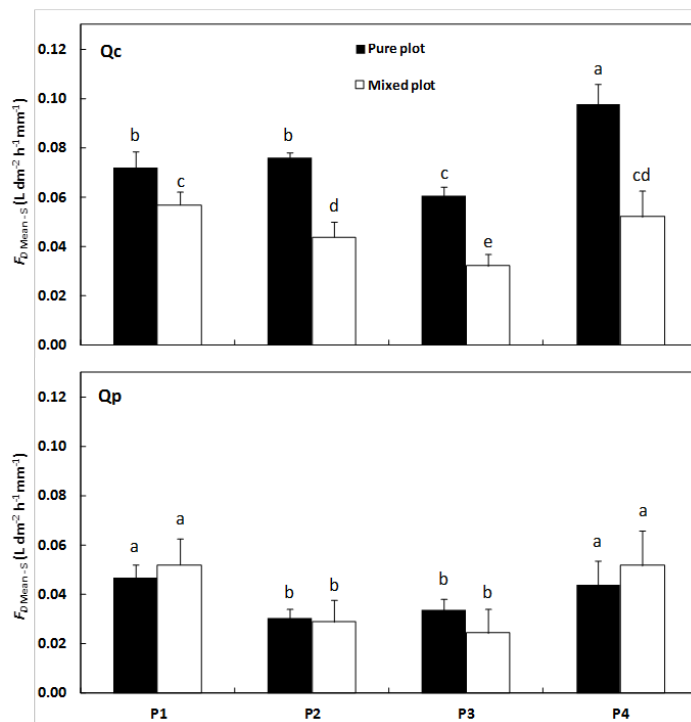 Qc
Pure plot
Mixed plot
F_D Mean-S (L dm⁻² h⁻¹ mm⁻¹)
0.12
0.10
0.08
0.06
0.04
0.02
0.00
b
c
b
d
c
e
a
cd
Qp
F_D Mean-S (L dm⁻² h⁻¹ mm⁻¹)
0.12
0.10
0.08
0.06
0.04
0.02
0.00
a
a
b
b
b
b
a
a
P1 P2 P3 P4